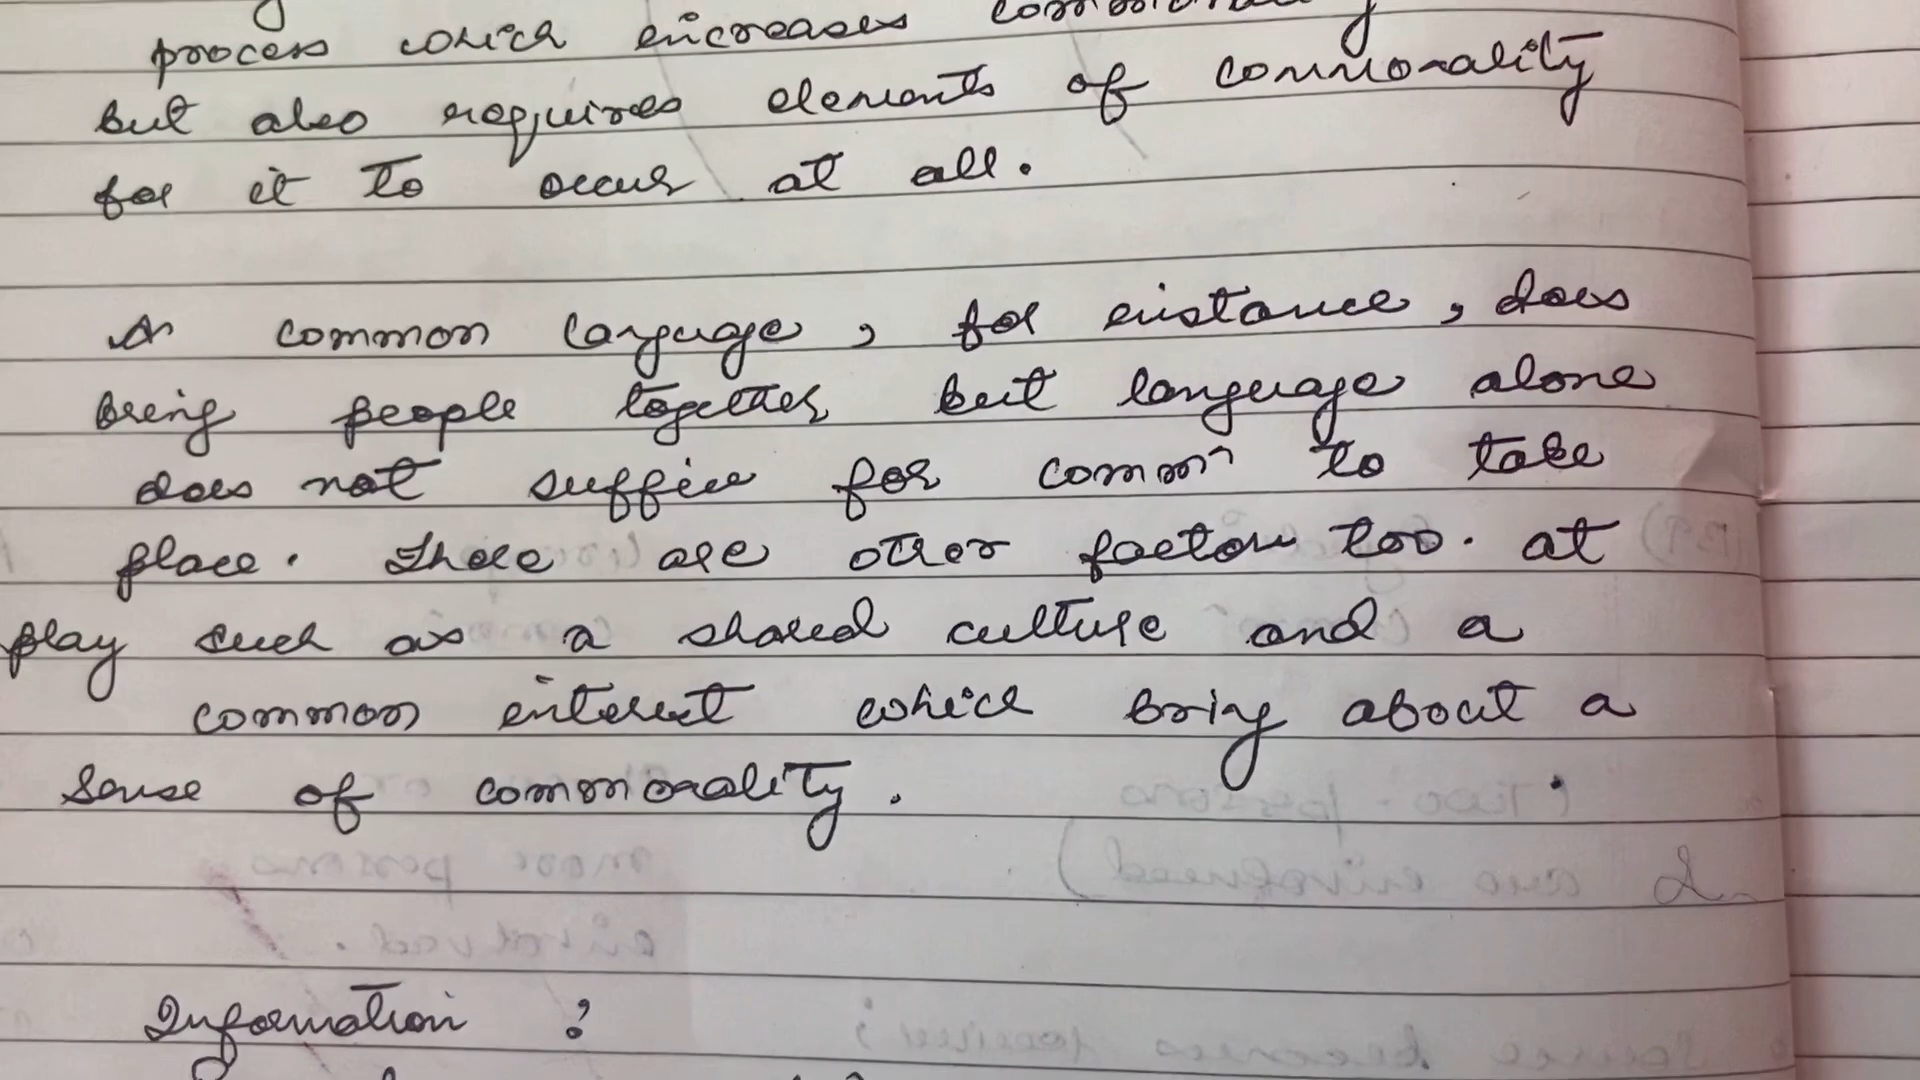 process which increases commonality
but also requires elements of commonality
for it to occur at all.
A common language, for instance, does
bring people together but language alone
does not suffice for commⁿ to take
place. There are other factors too. at
play such as a shared culture and a
common interest which bring about a
sense of commonality.
Information :